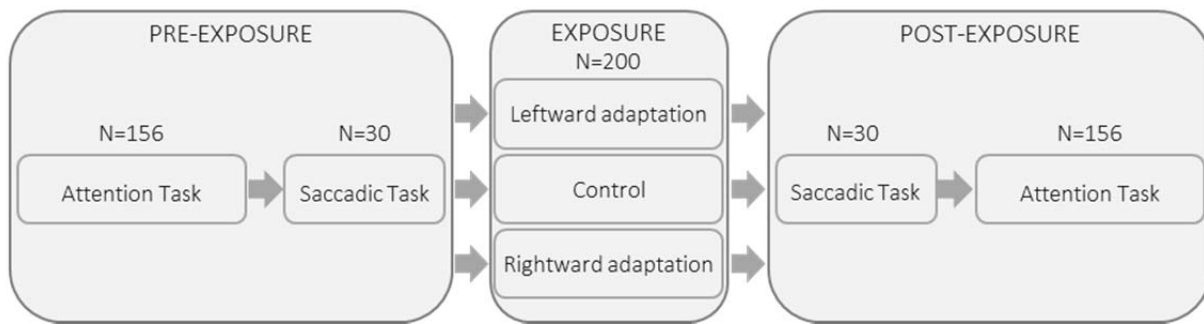 PRE-EXPOSURE
N=156
Attention Task
N=30
Saccadic Task
EXPOSURE
N=200
Leftward adaptation
Control
Rightward adaptation
POST-EXPOSURE
N=30
Saccadic Task
N=156
Attention Task